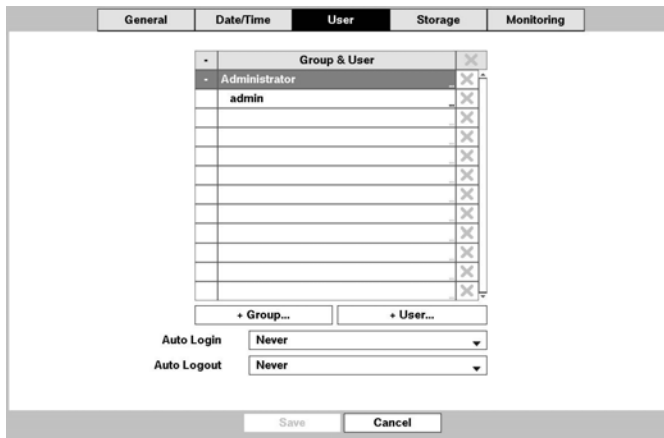 General Date/Time User Storage Monitoring
- Group & User
- Administrator
admin
+ Group... + User...
Auto Login Never
Auto Logout Never
Save Cancel